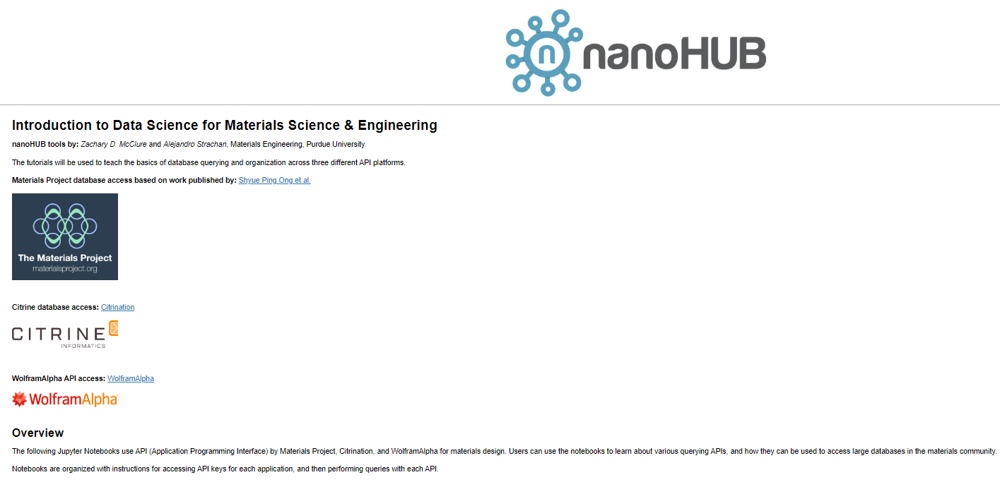 n nanoHUB
Introduction to Data Science for Materials Science & Engineering
nanoHUB tools by: Zachary D. McClure and Alejandro Strachan, Materials Engineering, Purdue University
The tutorials will be used to teach the basics of database querying and organization across three different API platforms.
Materials Project database access based on work published by: Shyue Ping Ong et al.
The Materials Project
materialsproject.org
Citrine database access: Citrination
CITRINE
INFORMATICS
WolframAlpha API access: WolframAlpha
WolframAlpha
Overview
The following Jupyter Notebooks use API (Application Programming Interface) by Materials Project, Citrination, and WolframAlpha for materials design. Users can use the notebooks to learn about various querying APIs, and how they can be used to access large databases in the materials community.
Notebooks are organized with instructions for accessing API keys for each application, and then performing queries with each API.